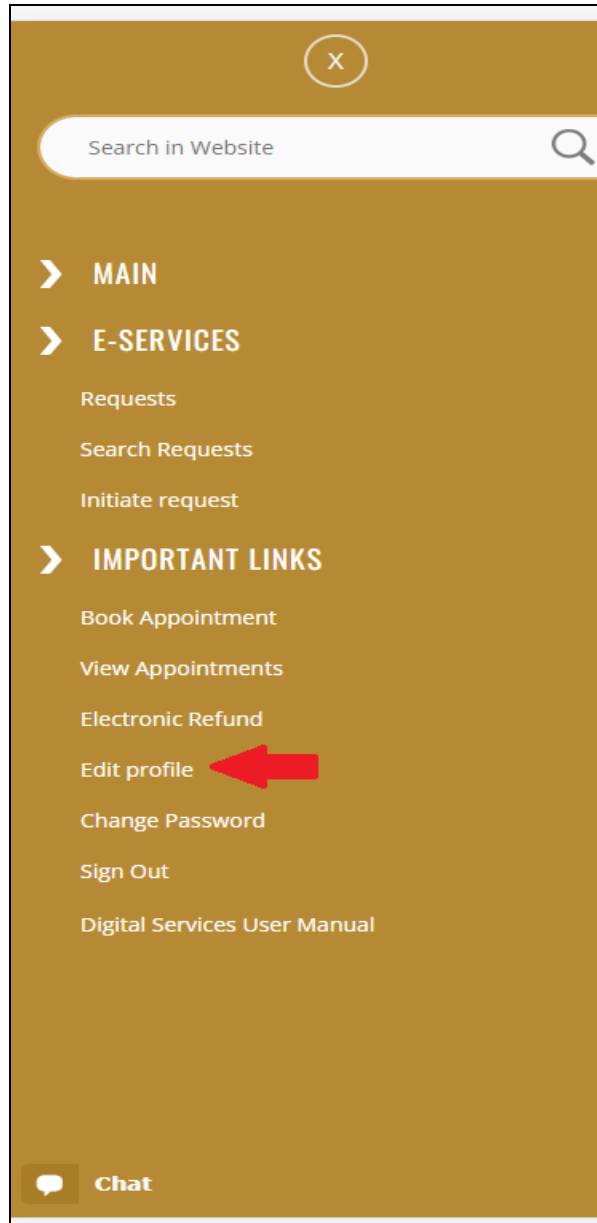 X
Search in Website
MAIN
E-SERVICES
Requests
Search Requests
Initiate request
IMPORTANT LINKS
Book Appointment
View Appointments
Electronic Refund
Edit profile
Change Password
Sign Out
Digital Services User Manual
Chat